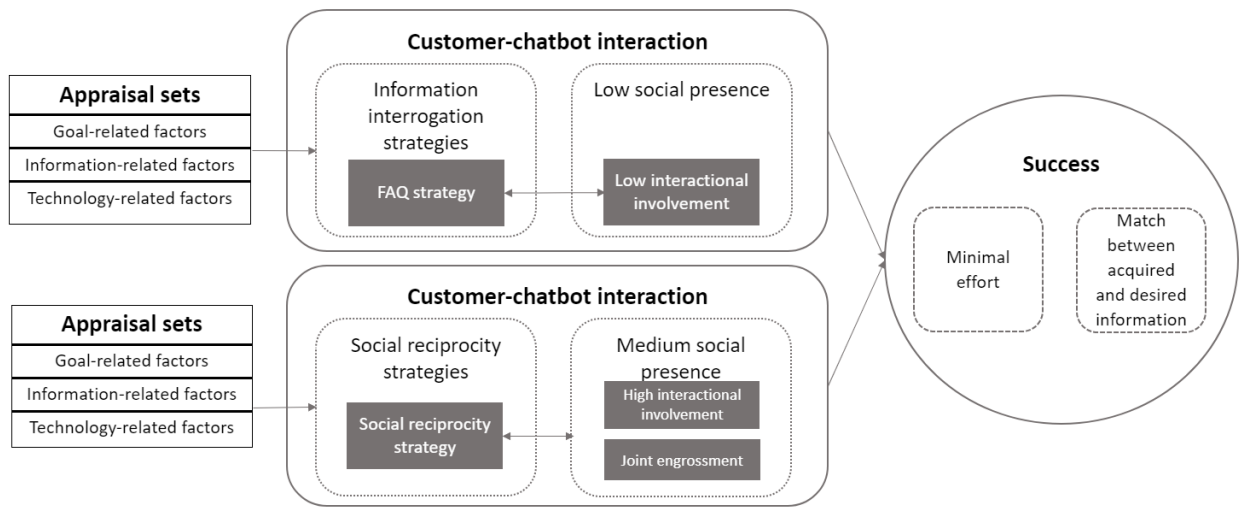 Customer-chatbot interaction
Appraisal sets
Goal-related factors
Information-related factors
Technology-related factors
Information
interrogation
strategies
FAQ strategy
Low social presence
Low interactional
involvement
Customer-chatbot interaction
Appraisal sets
Goal-related factors
Information-related factors
Technology-related factors
Social reciprocity
strategies
Social reciprocity
strategy
Medium social
presence
High interactional
involvement
Joint engrossment
Success
Minimal
effort
Match
between
acquired
and desired
information